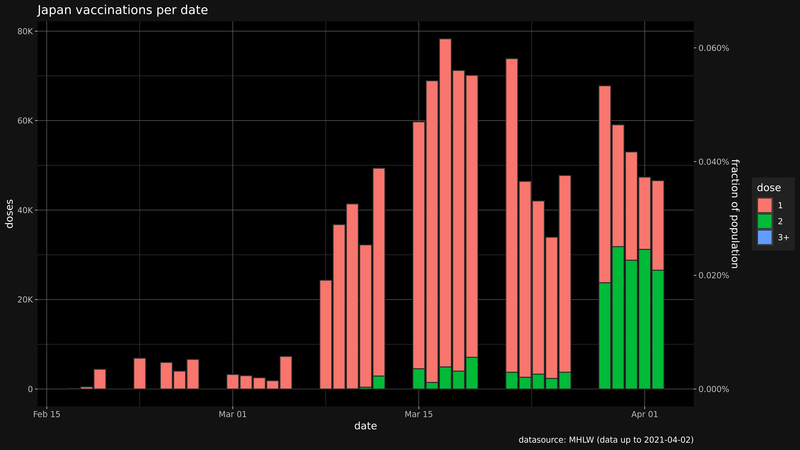 Japan vaccinations per date
80K
60K
40K
20K
0
doses
0.060%
0.040%
0.020%
0.000%
fraction of population
dose
1
2
3+
Feb 15
Mar 01
Mar 15
Apr 01
date
datasource: MHLW (data up to 2021-04-02)